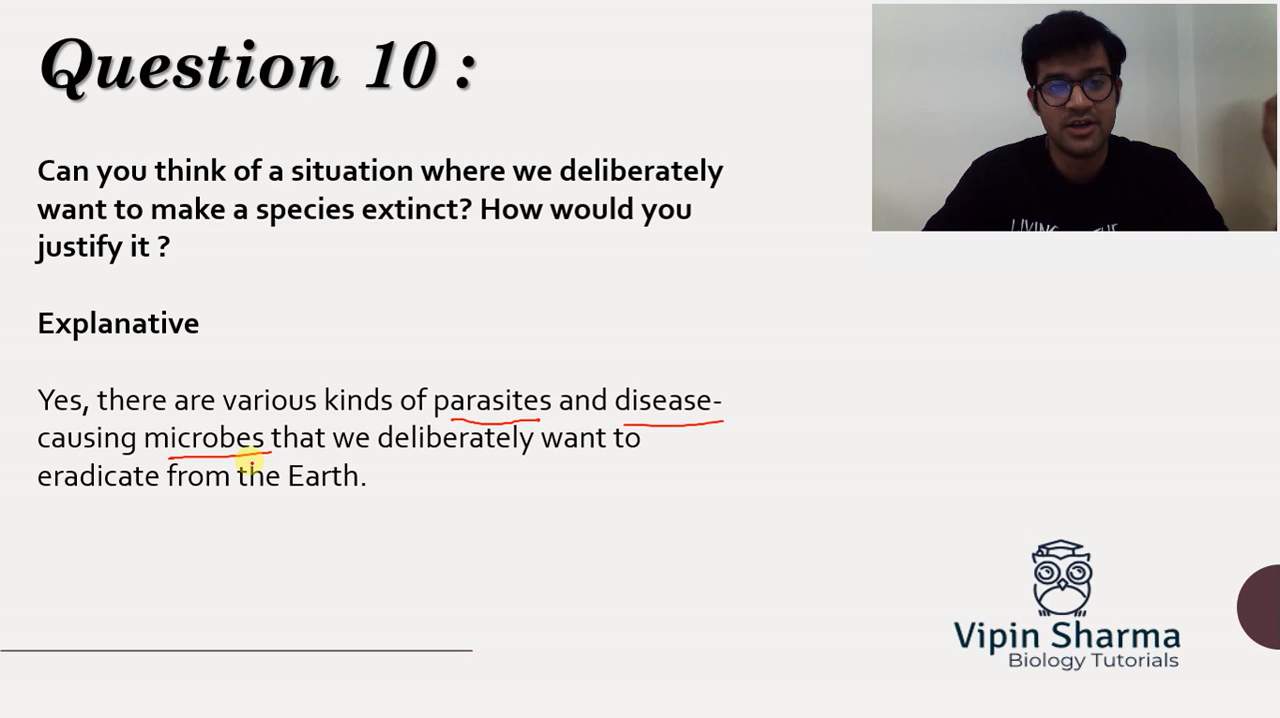 Question 10 :
Can you think of a situation where we deliberately
want to make a species extinct? How would you
justify it ?
Explanative
Yes, there are various kinds of parasites and disease-
causing microbes that we deliberately want to
eradicate from the Earth.
LIVING THE
Vipin Sharma
Biology Tutorials